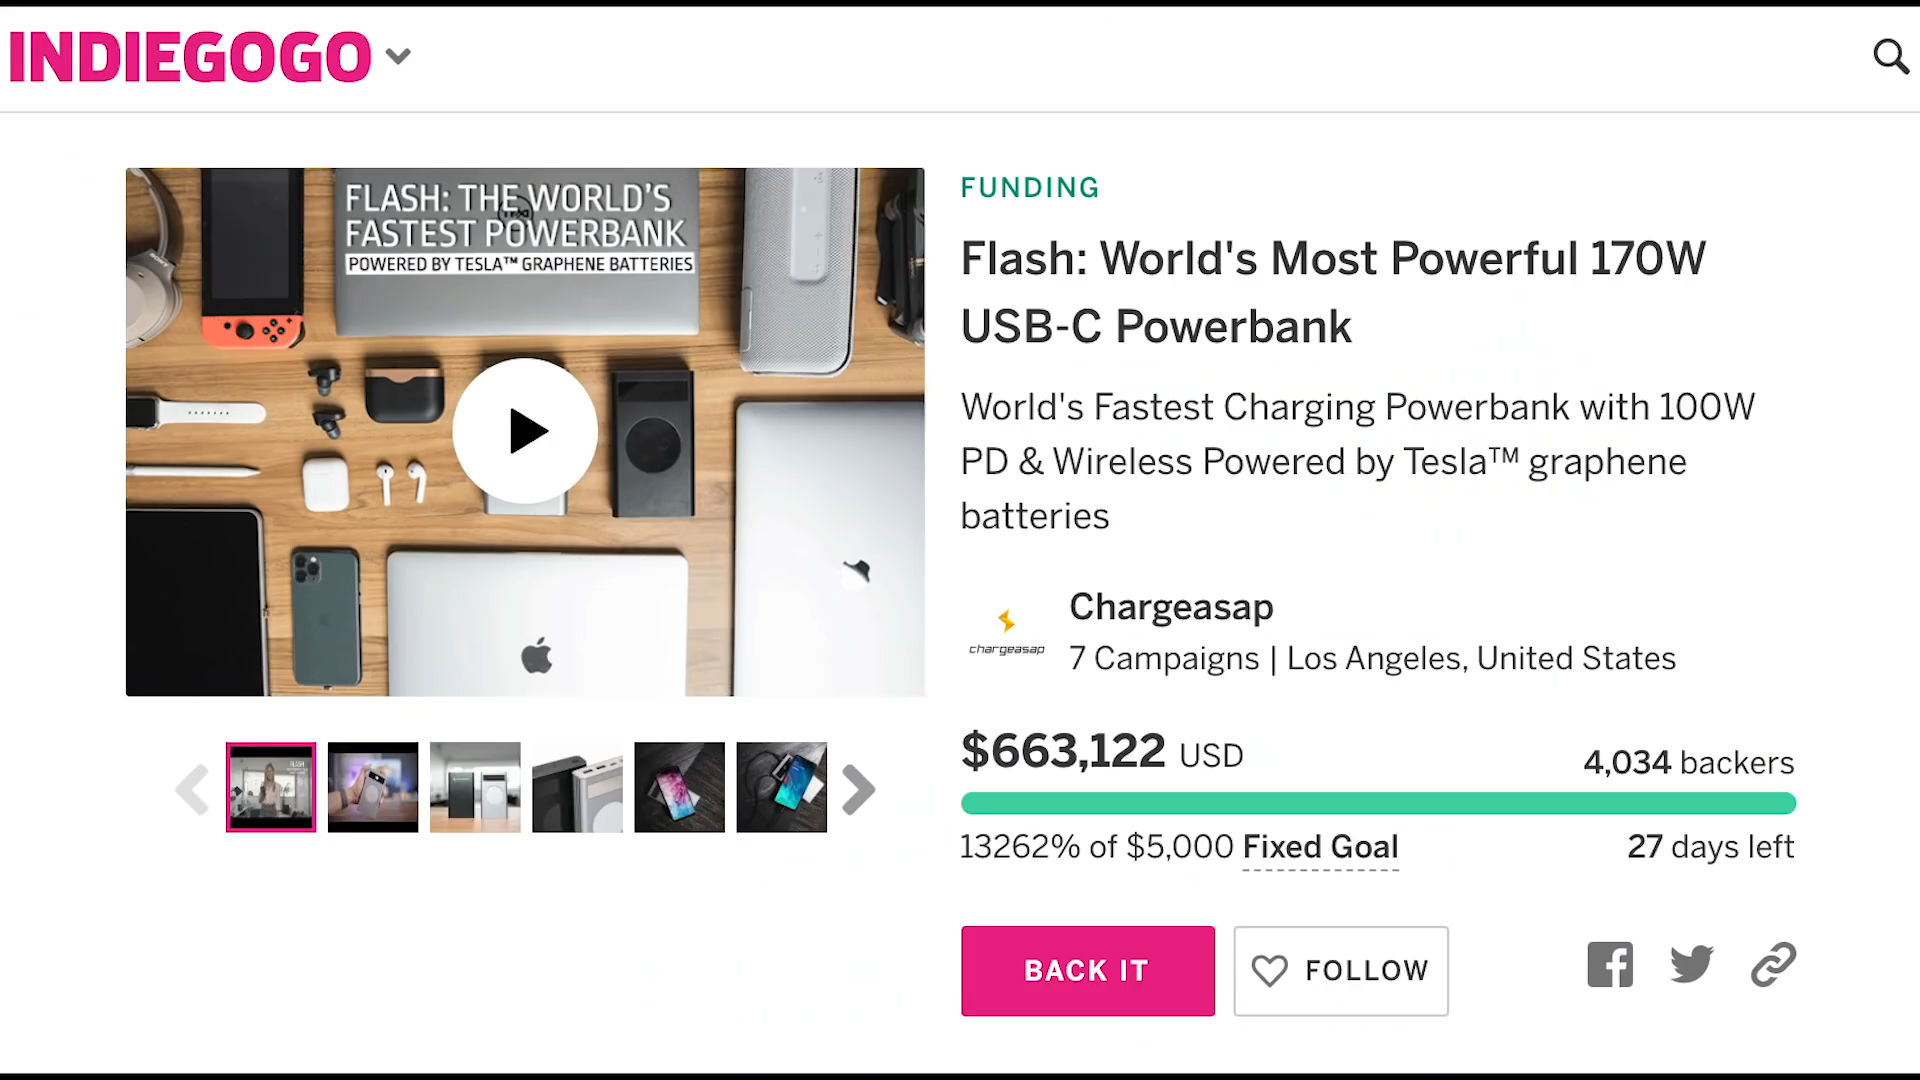 INDIEGOGO
FLASH: THE WORLD'S
FASTEST POWERBANK
POWERED BY TESLA™ GRAPHENE BATTERIES
FUNDING
Flash: World's Most Powerful 170W
USB-C Powerbank
World's Fastest Charging Powerbank with 100W
PD & Wireless Powered by Tesla™ graphene
batteries
chargeasap
Chargeasap
7 Campaigns | Los Angeles, United States
$663,122 USD
4,034 backers
13262% of $5,000 Fixed Goal
27 days left
BACK IT
FOLLOW